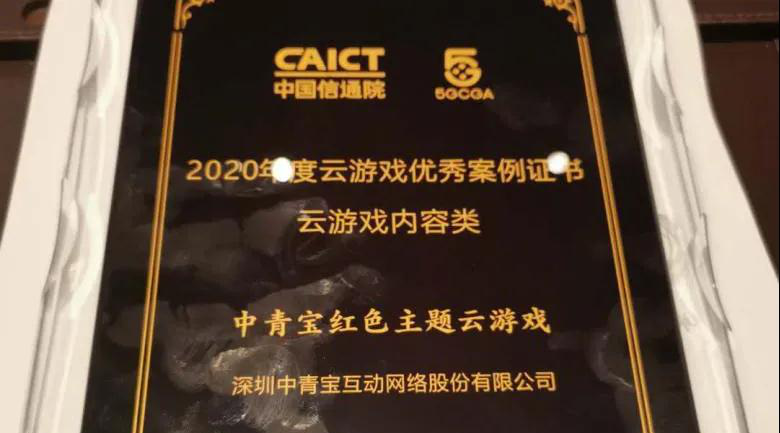 CAICT
中国信通院
5GCGA
2020年度云游戏优秀案例证书
云游戏内容类
中青宝红色主题云游戏
深圳中青宝互动网络股份有限公司